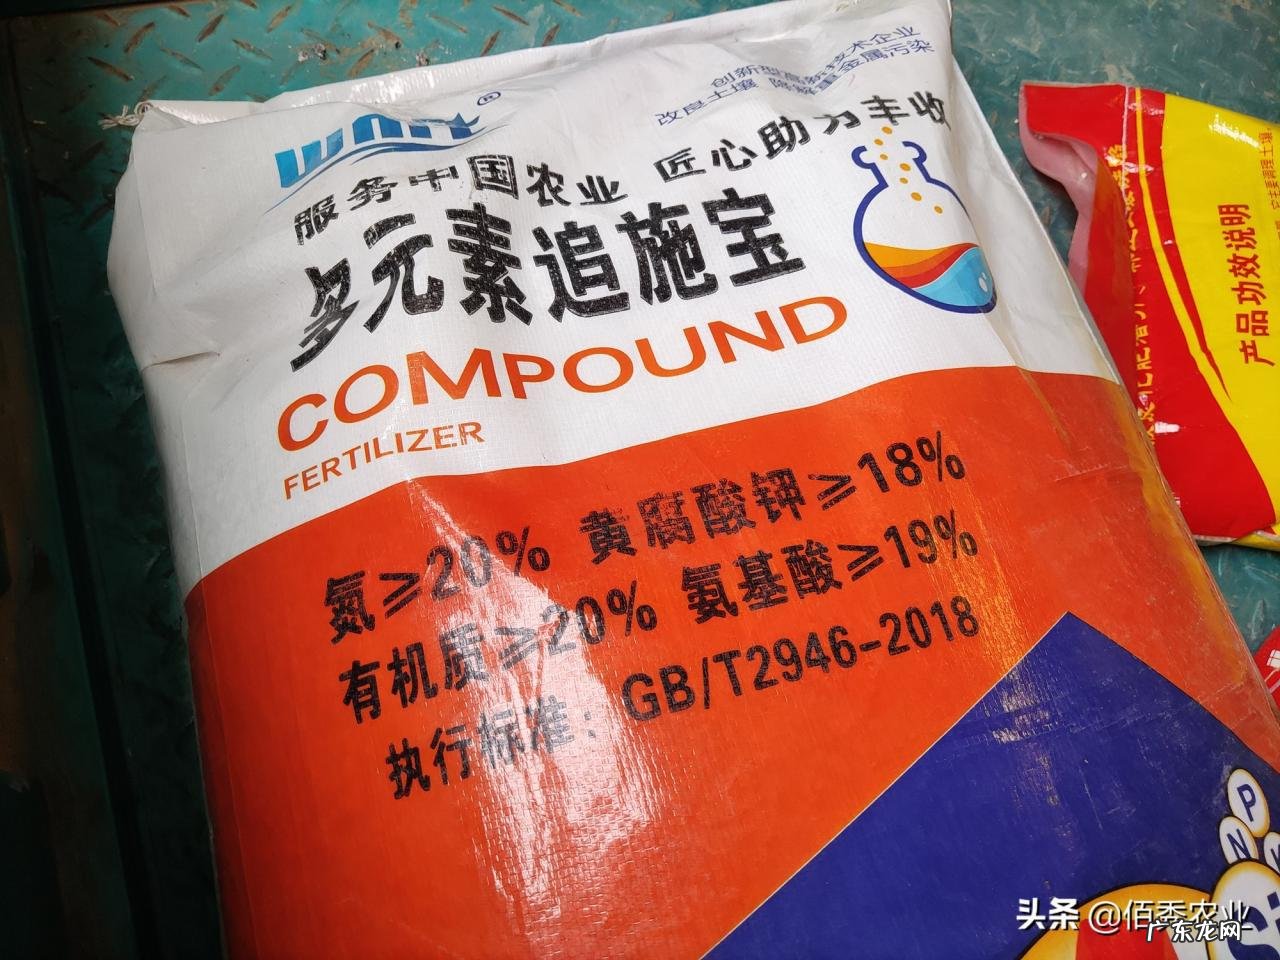 创新型高新技术企业
改良土壤 降解重金属污染
®
服务中国农业 匠心助力丰收
多元素追施宝
COMPOUND
FERTILIZER
氮≥20% 黄腐酸钾≥18%
有机质≥20% 氨基酸≥19%
执行标准：GB/T2946-2018
产品功效说明
N
P
头条 @佰秀农业
广东龙网